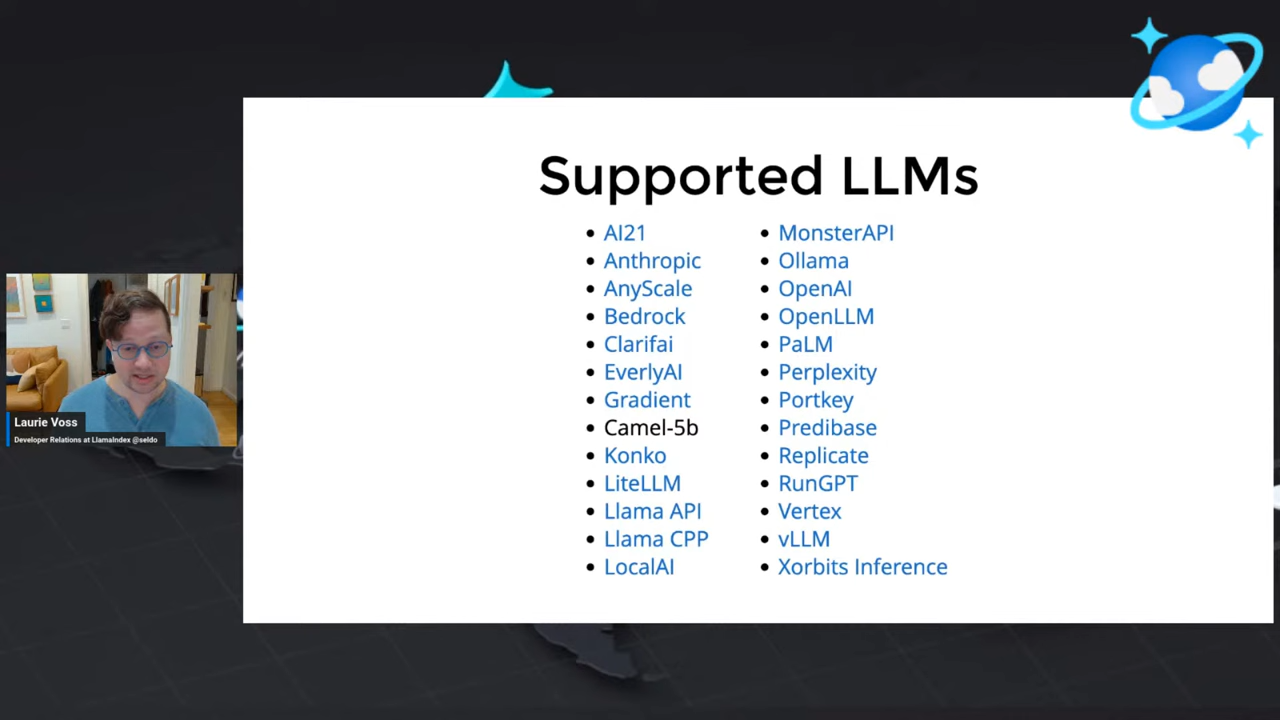 Supported LLMs
AI21
Anthropic
AnyScale
Bedrock
Clarifai
EverlyAI
Gradient
Camel-5b
Konko
LiteLLM
Llama API
Llama CPP
LocalAI
MonsterAPI
Ollama
OpenAI
OpenLLM
PaLM
Perplexity
Portkey
Predibase
Replicate
RunGPT
Vertex
vLLM
Xorbits Inference
Laurie Voss
Developer Relations at LlamaIndex @seldo